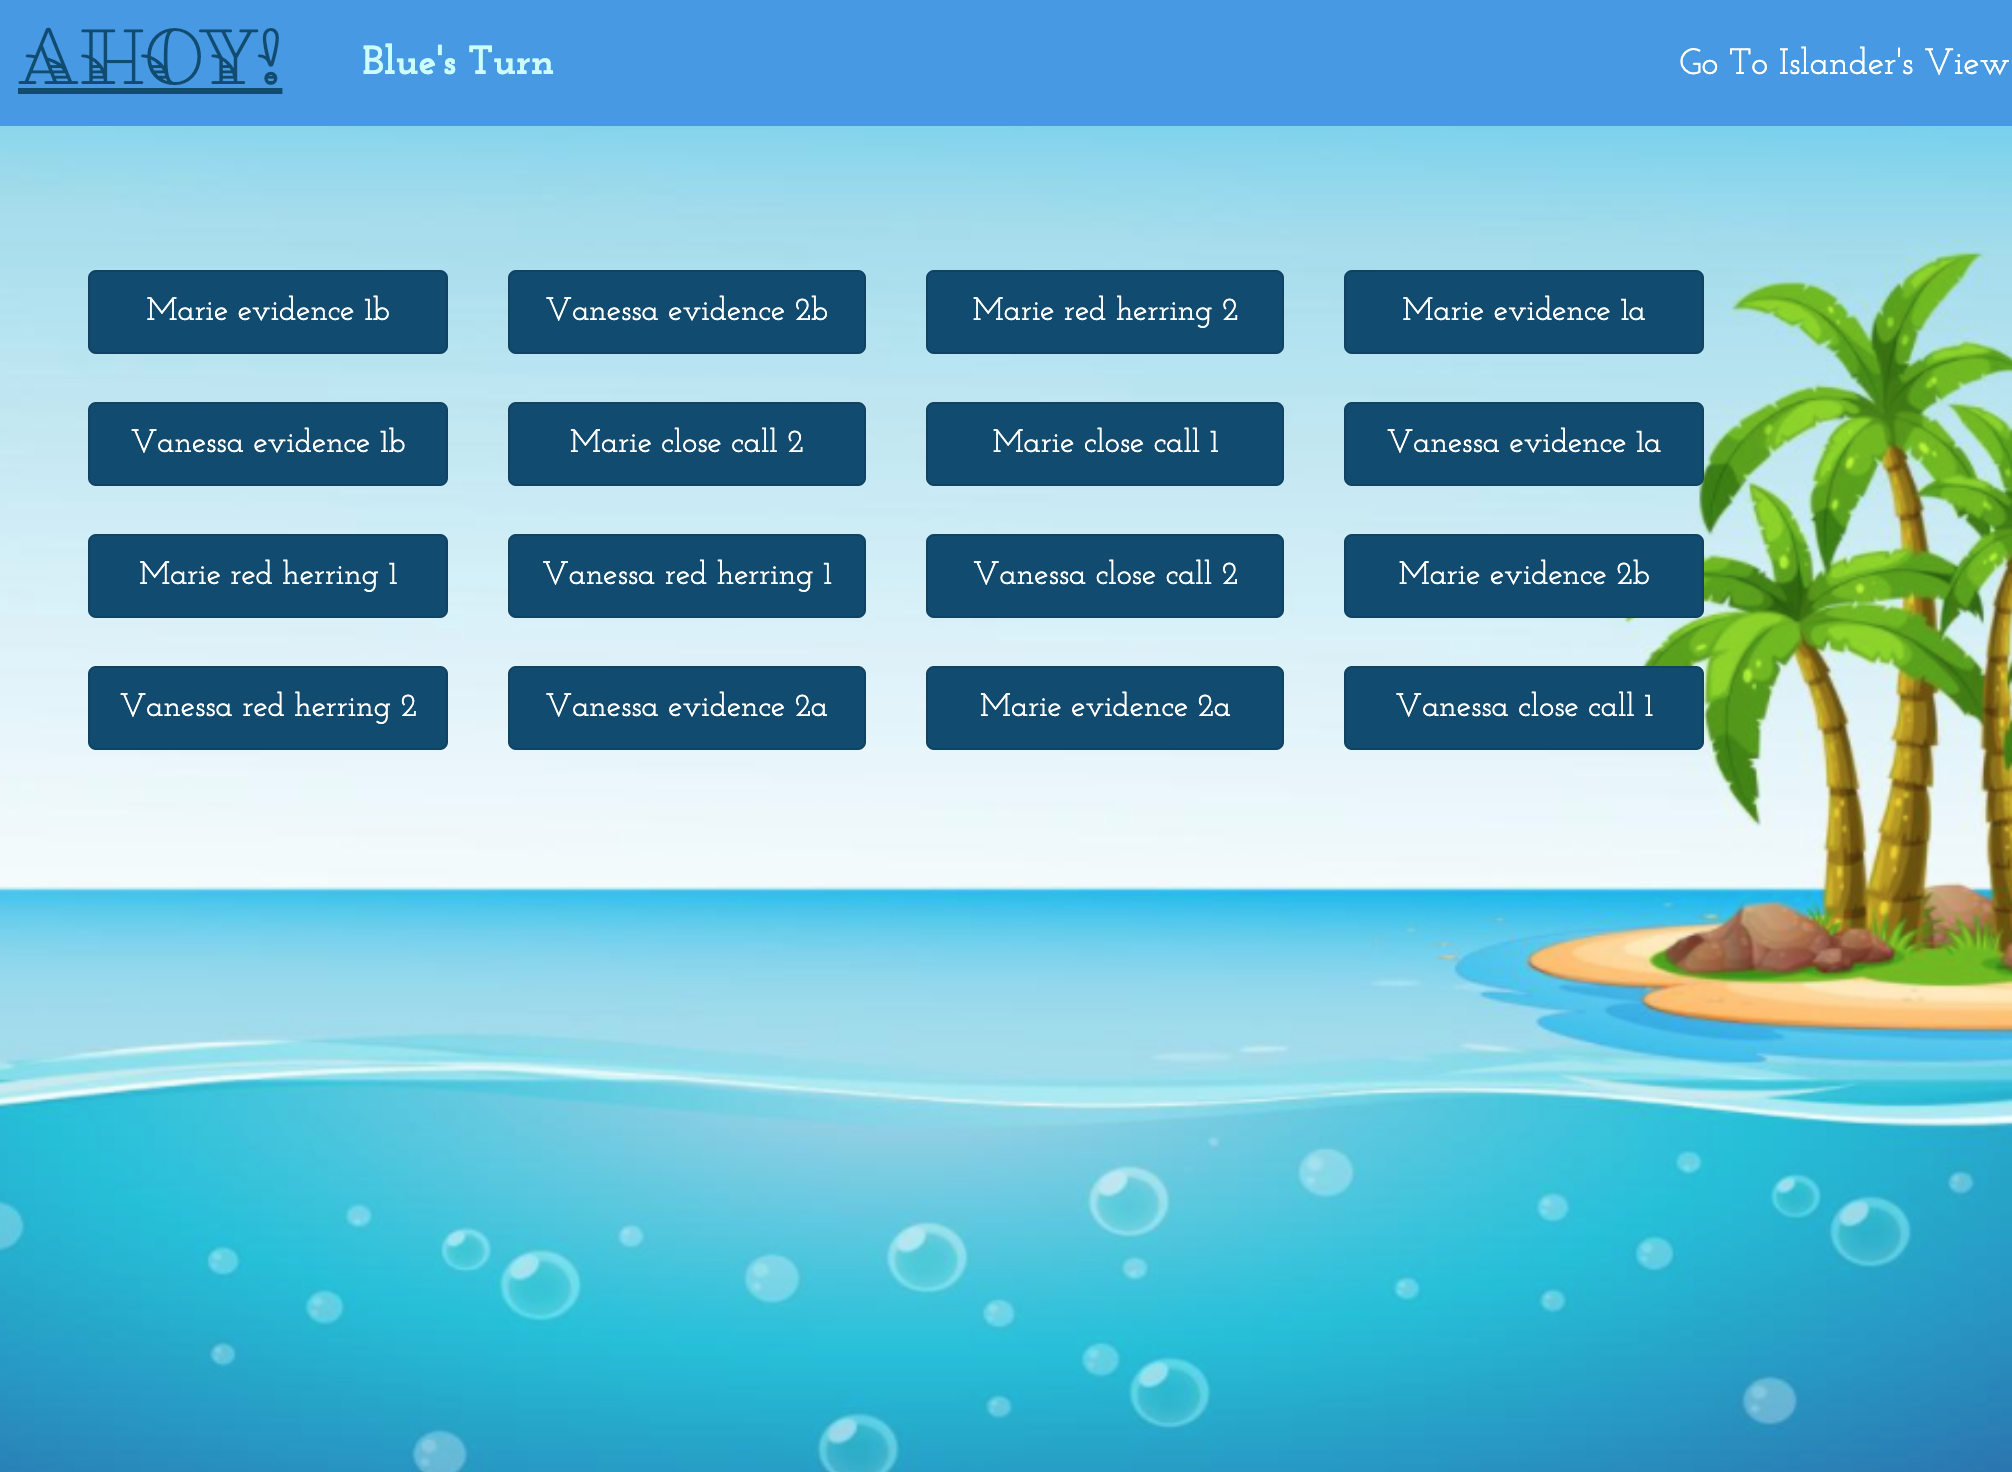 AHOY!
Blue's Turn
Go To Islander's View
Marie evidence 1b
Vanessa evidence 2b
Marie red herring 2
Marie evidence 1a
Vanessa evidence 1b
Marie close call 2
Marie close call 1
Vanessa evidence 1a
Marie red herring 1
Vanessa red herring 1
Vanessa close call 2
Marie evidence 2b
Vanessa red herring 2
Vanessa evidence 2a
Marie evidence 2a
Vanessa close call 1